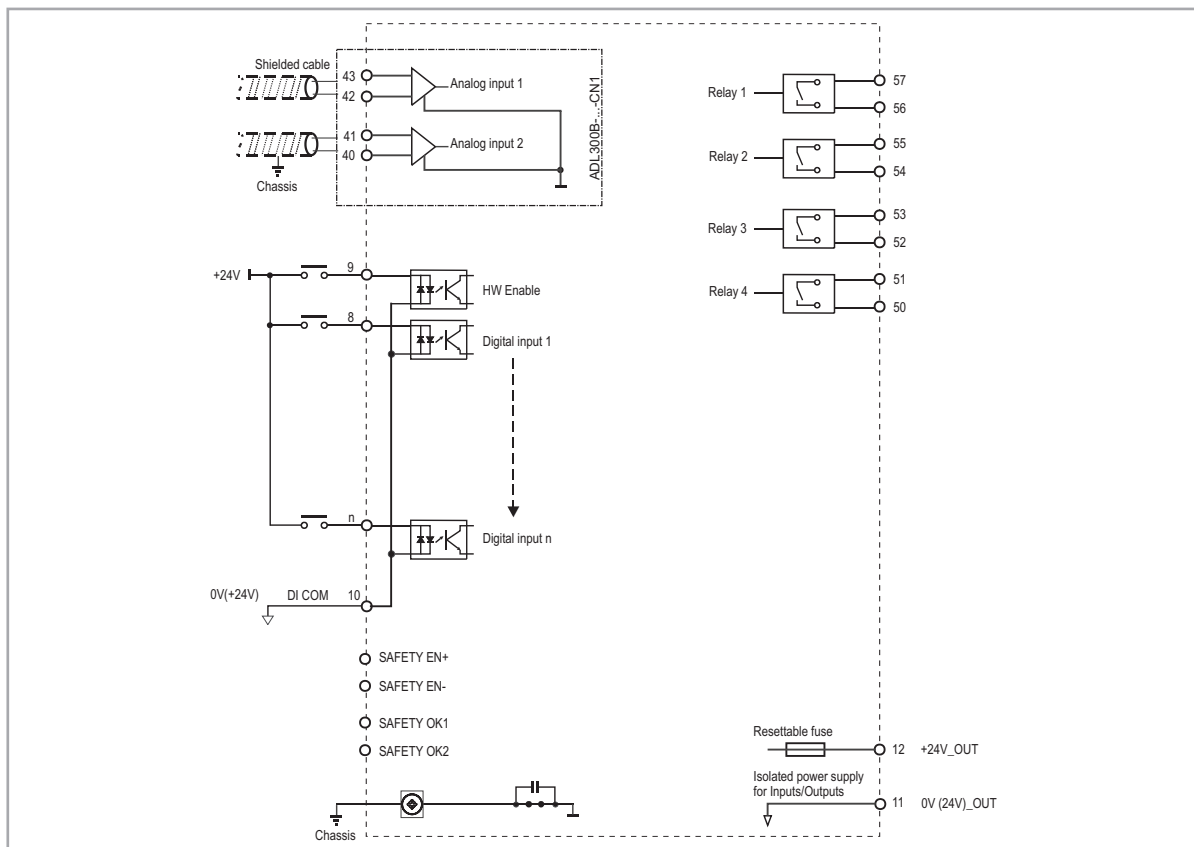 Shielded cable
43
42
Analog input 1
41
40
Analog input 2
Chassis
ADL300B-...-CN1
Relay 1
57
56
Relay 2
55
54
Relay 3
53
52
Relay 4
51
50
+24V
9
HW Enable
8
Digital input 1
n
Digital input n
0V(+24V)
DI COM
10
SAFETY EN+
SAFETY EN-
SAFETY OK1
SAFETY OK2
Chassis
Resettable fuse
12
+24V_OUT
Isolated power supply
for Inputs/Outputs
11
0V (24V)_OUT